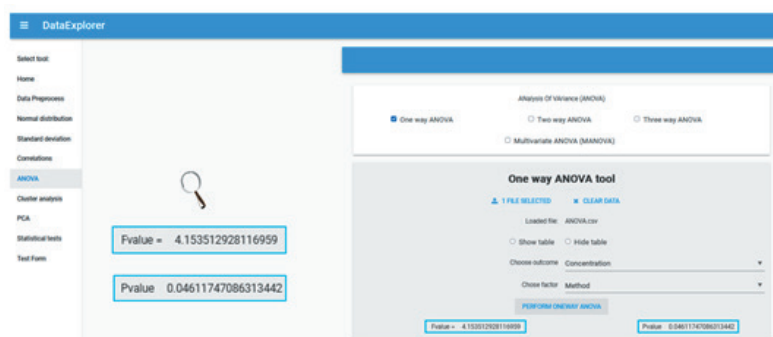 DataExplorer
Select tool:
Home
Data Preprocess
Normal distribution
Standard deviation
Correlations
ANOVA
Cluster analysis
PCA
Statistical tests
Test Form
Fvalue = 4.153512928116959
Pvalue 0.04611747086313442
ANalysis Of VAriance (ANOVA)
One way ANOVA Two way ANOVA Three way ANOVA
Multivariate ANOVA (MANOVA)
One way ANOVA tool
1 FILE SELECTED CLEAR DATA
Loaded file: ANOVA.csv
Show table Hide table
Choose outcome Concentration
Chose factor Method
PERFORM ONEWAY ANOVA
Fvalue = 4.153512928116959 Pvalue 0.04611747086313442